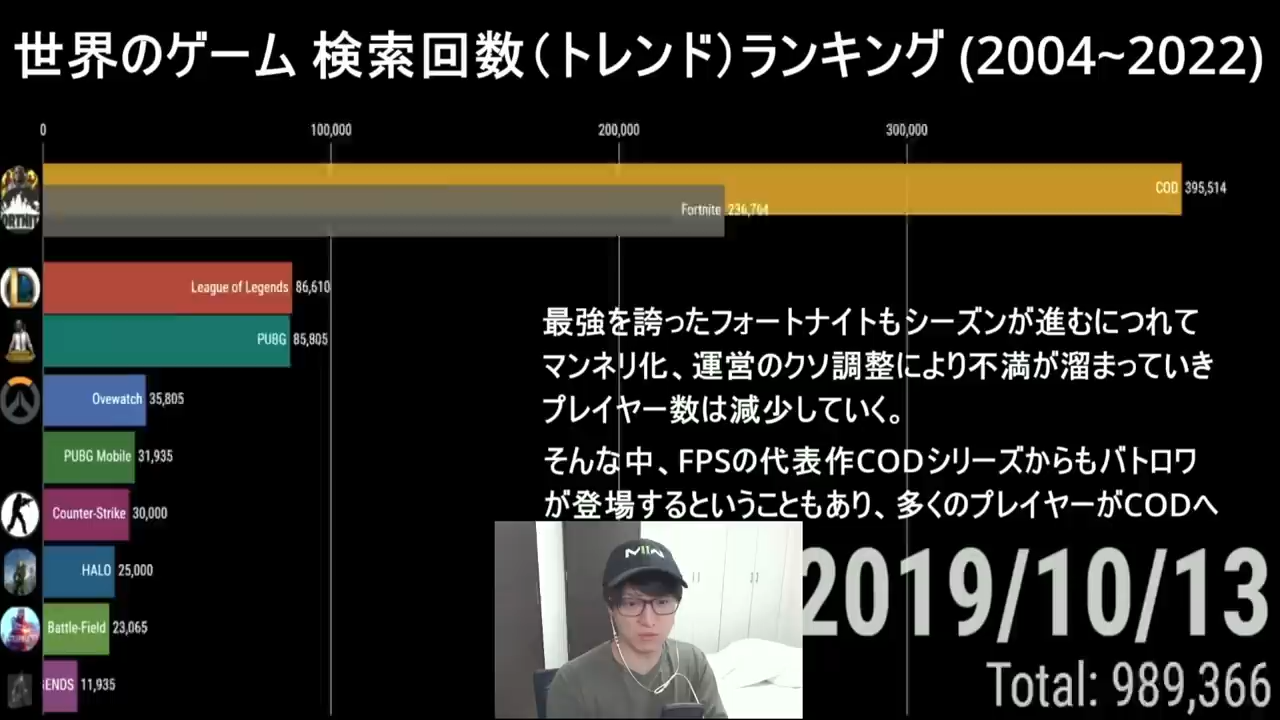 世界のゲーム 検索回数（トレンド）ランキング (2004~2022)
0 100,000 200,000 300,000
COD 395,514
Fortnite 236,764
League of Legends 86,610
PUBG 85,805
Ovewatch 35,805
PUBG Mobile 31,935
Counter-Strike 30,000
HALO 25,000
Battle-Field 23,065
ENDS 11,935
最強を誇ったフォートナイトもシーズンが進むにつれて
マンネリ化、運営のクソ調整により不満が溜まっていき
プレイヤー数は減少していく。
そんな中、FPSの代表作CODシリーズからもバトロワ
が登場するということもあり、多くのプレイヤーがCODへ
2019/10/13
Total: 989,366